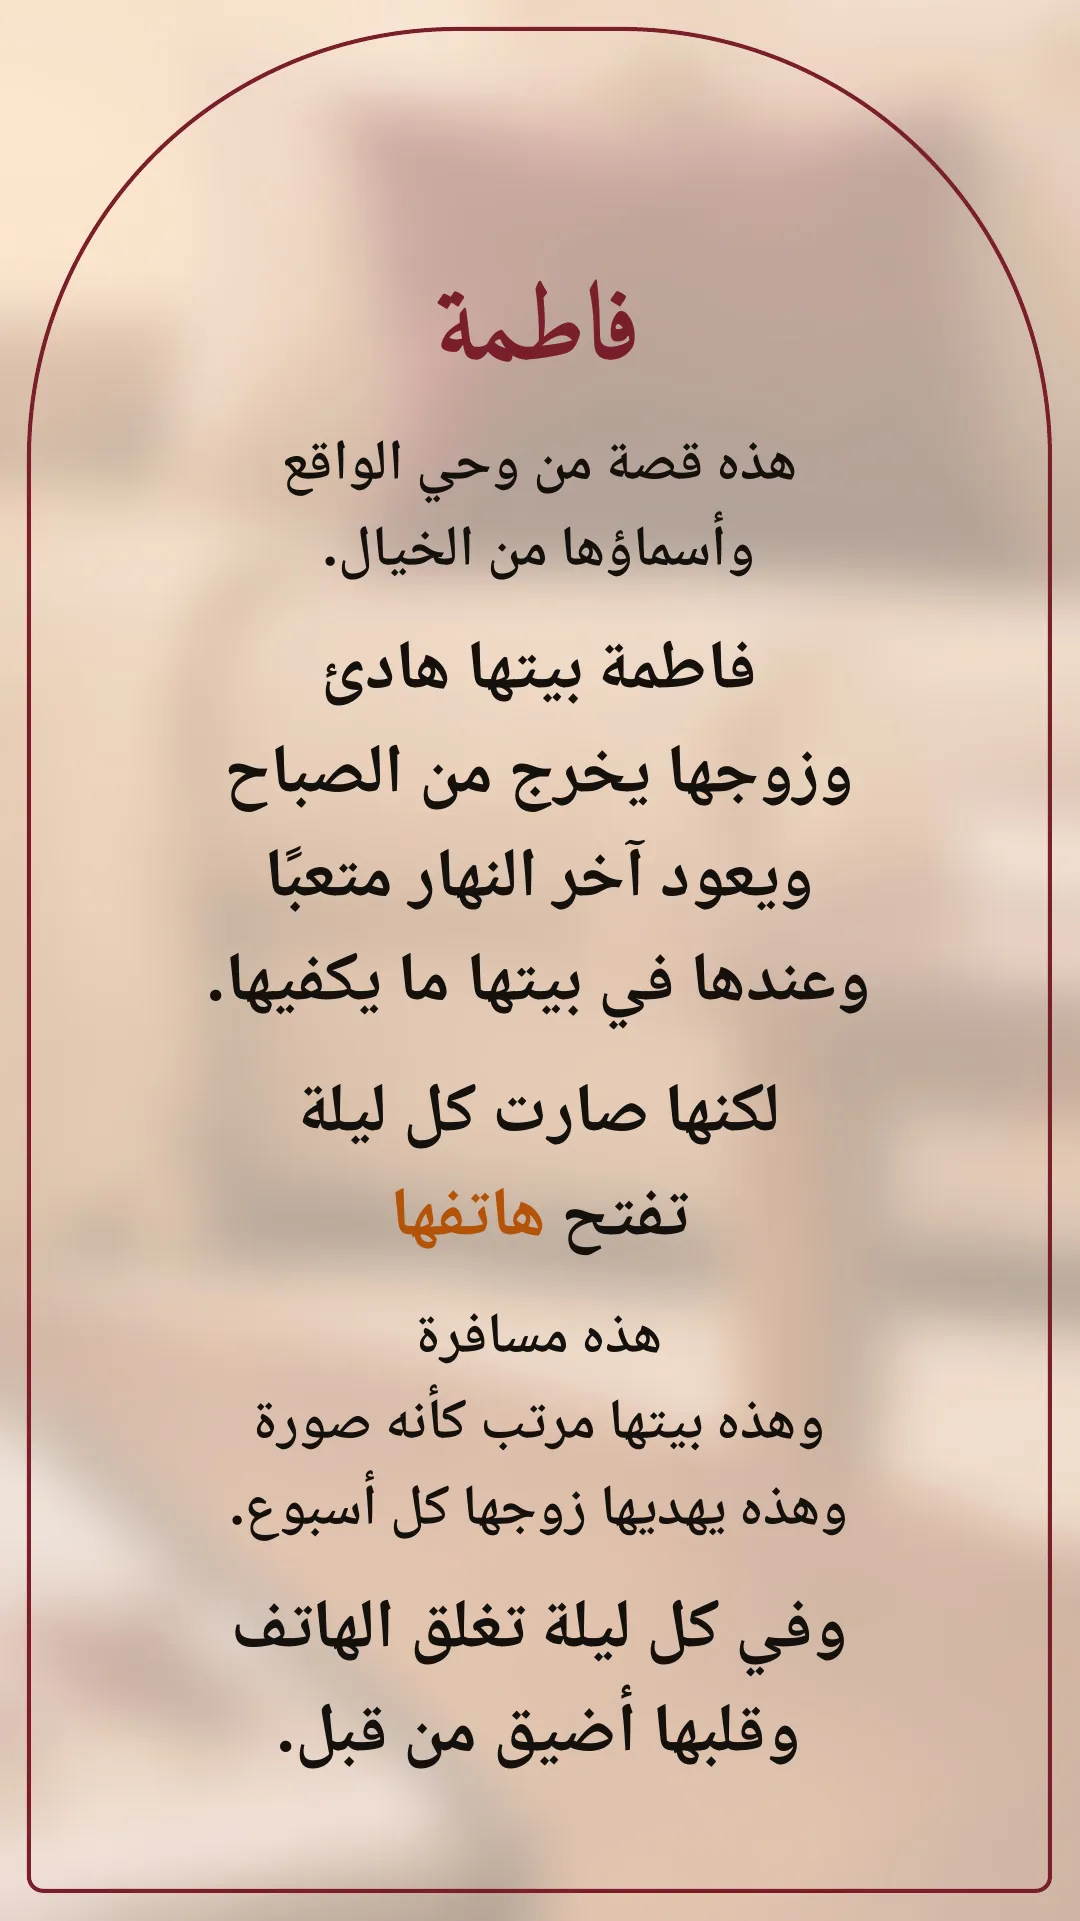 فاطمة
هذه قصة من وحي الواقع
وأسماؤها من الخيال.
فاطمة بيتها هادئ
وزوجها يخرج من الصباح
ويعود آخر النهار متعبًا
وعندها في بيتها ما يكفيها.
لكنها صارت كل ليلة
تفتح هاتفها
هذه مسافرة
وهذه بيتها مرتب كأنه صورة
وهذه يهديها زوجها كل أسبوع.
وفي كل ليلة تغلق الهاتف
وقلبها أضيق من قبل.